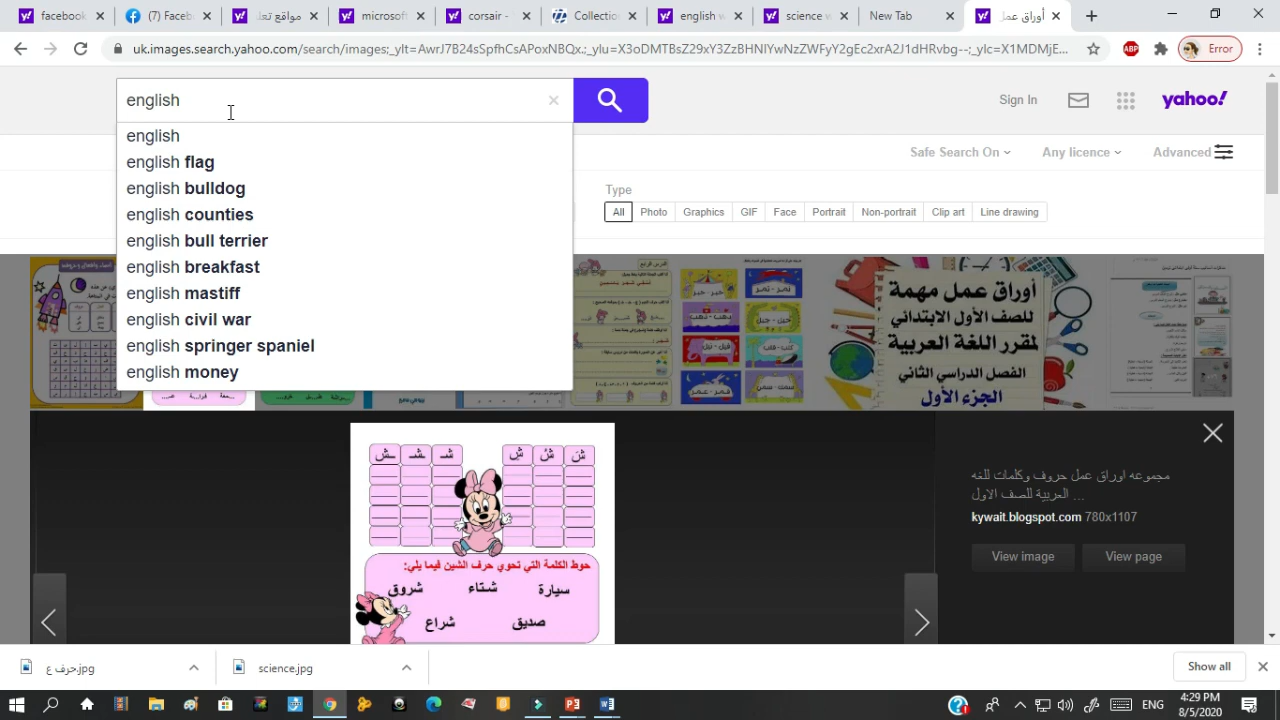 facebook
(2) Faceb
مواقع تعا
microsof
corsair -
Collection
english w
science w
New Tab
أوراق عمل
uk.images.search.yahoo.com/search/images;_ylt=AwrJ7B24sSpfhCsAPoxNBQx.;_ylu=X3oDMTBsZ29xY3ZzBHNlYwNzZWFyY2gEc2xrA2J1dHRvbg--;_ylc=X1MDMjE...
ABP
Error
english
Sign In
yahoo!
english
english flag
english bulldog
english counties
english bull terrier
english breakfast
english mastiff
english civil war
english springer spaniel
english money
Safe Search On
Any licence
Advanced
Type
All
Photo
Graphics
GIF
Face
Portrait
Non-portrait
Clip art
Line drawing
أوراق عمل مهمة
للصف الأول الابتدائي
لمقرر اللغة العربية
الفصل الدراسي الثاني
الجزء الأول
شَ شُ شِ شـ ـشـ ـش
حوط الكلمة التي تحوي حرف الشين فيما يلي:
سيارة شتاء شروق
صديق شراع
مجموعه اوراق عمل حروف وكلمات للغه
العربية للصف الاول ...
kywait.blogspot.com 780x1107
View image
View page
حرف ع.jpg
science.jpg
Show all
ENG
4:29 PM
8/5/2020